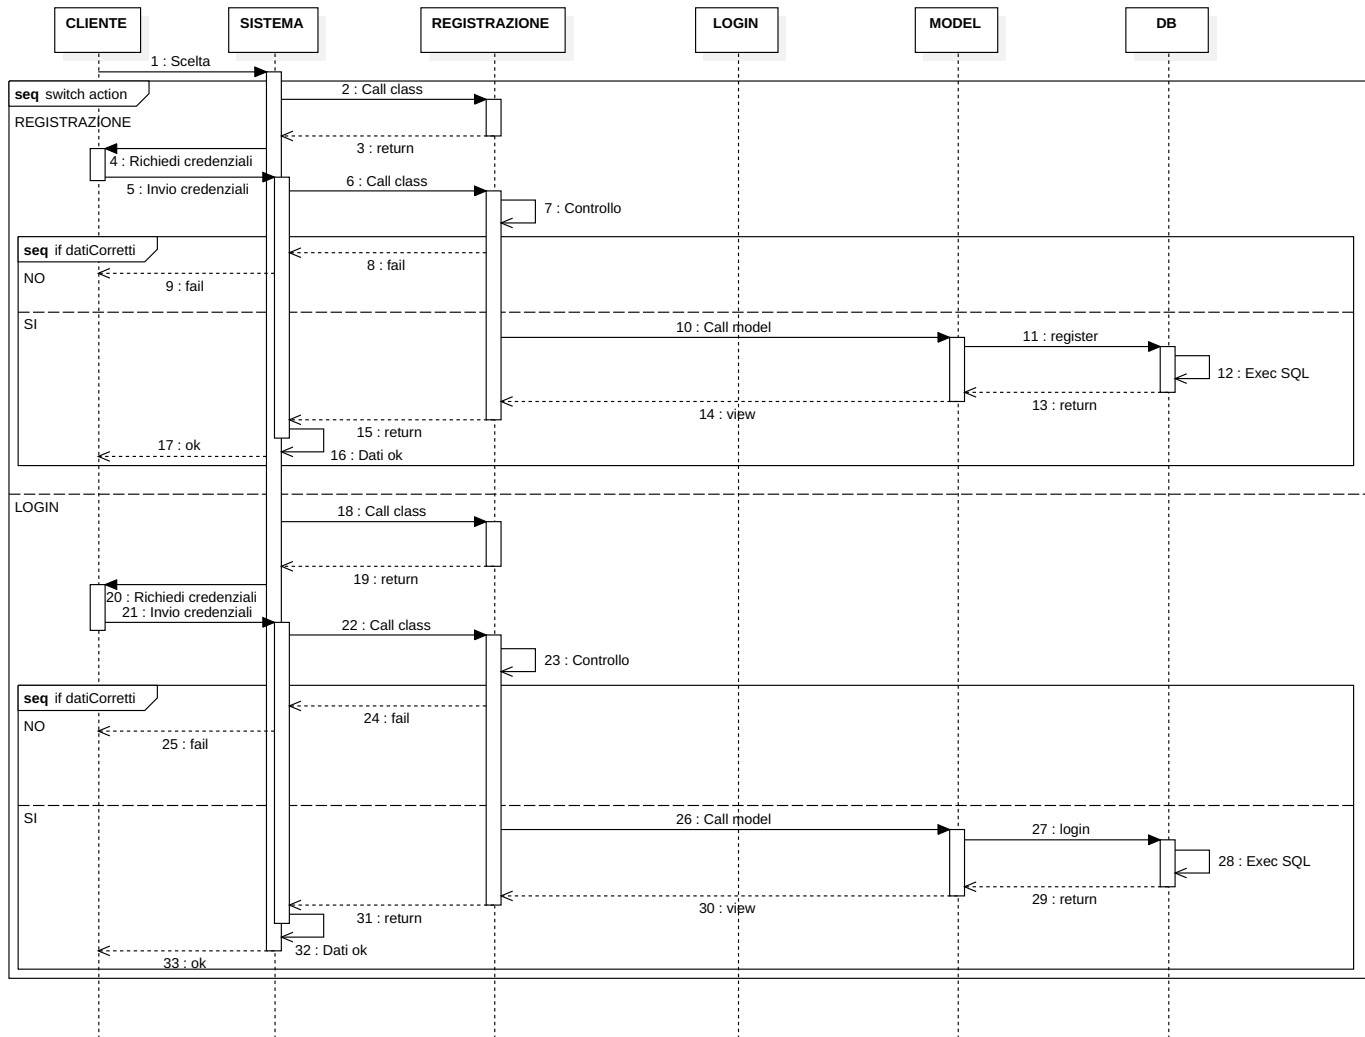 CLIENTE
SISTEMA
REGISTRAZIONE
LOGIN
MODEL
DB
1 : Scelta
seq switch action
2 : Call class
REGISTRAZIONE
3 : return
4 : Richiedi credenziali
5 : Invio credenziali
6 : Call class
7 : Controllo
seq if datiCorretti
8 : fail
NO
9 : fail
SI
10 : Call model
11 : register
12 : Exec SQL
13 : return
14 : view
15 : return
17 : ok
16 : Dati ok
LOGIN
18 : Call class
19 : return
20 : Richiedi credenziali
21 : Invio credenziali
22 : Call class
23 : Controllo
seq if datiCorretti
24 : fail
NO
25 : fail
SI
26 : Call model
27 : login
28 : Exec SQL
29 : return
30 : view
31 : return
32 : Dati ok
33 : ok